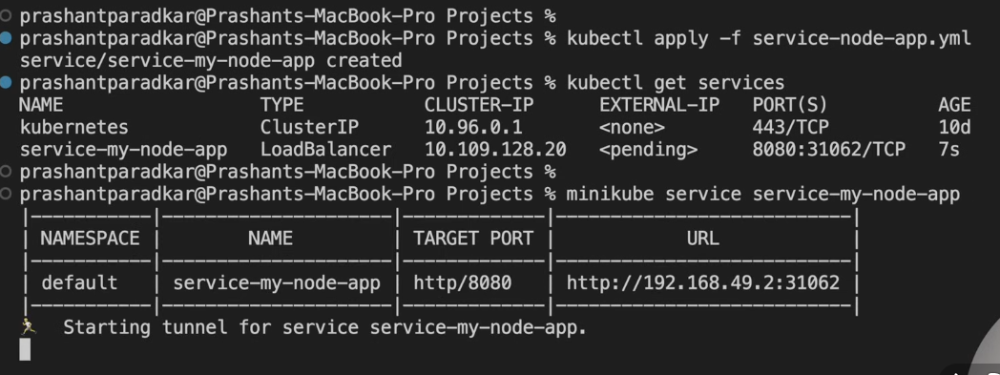 prashantparadkar@Prashants-MacBook-Pro Projects %
prashantparadkar@Prashants-MacBook-Pro Projects % kubectl apply -f service-node-app.yml
service/service-my-node-app created
prashantparadkar@Prashants-MacBook-Pro Projects % kubectl get services
NAME TYPE CLUSTER-IP EXTERNAL-IP PORT(S) AGE
kubernetes ClusterIP 10.96.0.1 <none> 443/TCP 10d
service-my-node-app LoadBalancer 10.109.128.20 <pending> 8080:31062/TCP 7s
prashantparadkar@Prashants-MacBook-Pro Projects %
prashantparadkar@Prashants-MacBook-Pro Projects % minikube service service-my-node-app
|-----------|---------------------|-------------|---------------------------|
| NAMESPACE | NAME | TARGET PORT | URL |
|-----------|---------------------|-------------|---------------------------|
| default | service-my-node-app | http/8080 | http://192.168.49.2:31062 |
|-----------|---------------------|-------------|---------------------------|
🏃 Starting tunnel for service service-my-node-app.